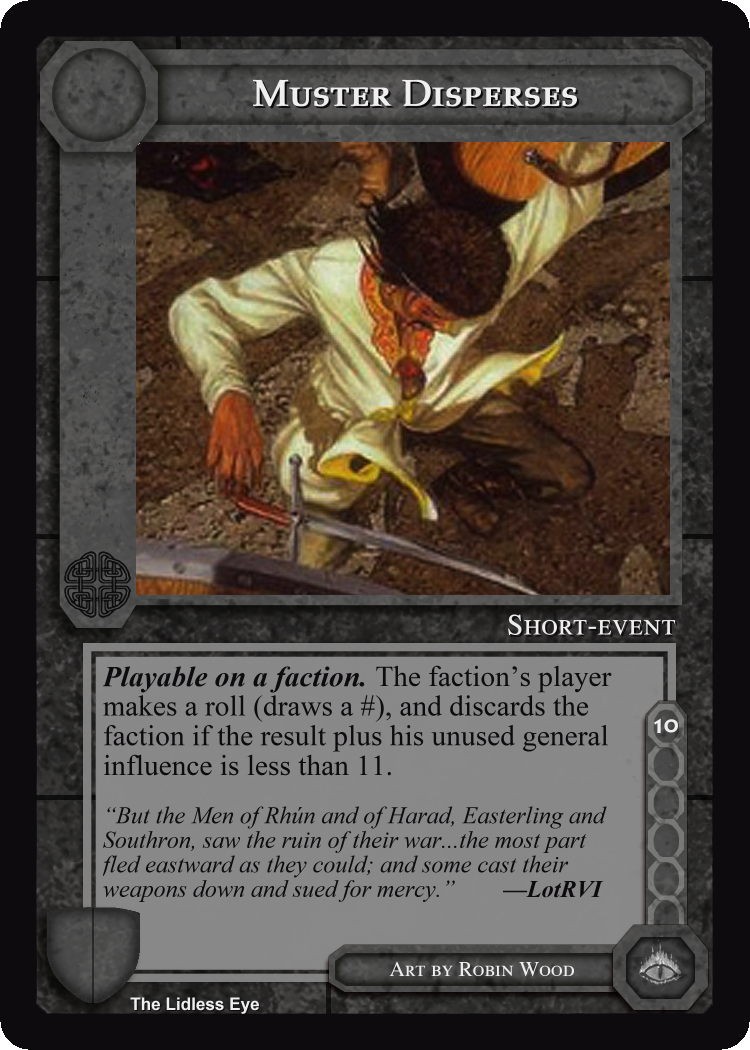 Muster Disperses
Short-event
Playable on a faction. The faction's player
makes a roll (draws a #), and discards the
faction if the result plus his unused general
influence is less than 11.
10
“But the Men of Rhún and of Harad, Easterling and
Southron, saw the ruin of their war...the most part
fled eastward as they could; and some cast their
weapons down and sued for mercy.” —LotRVI
Art by Robin Wood
The Lidless Eye